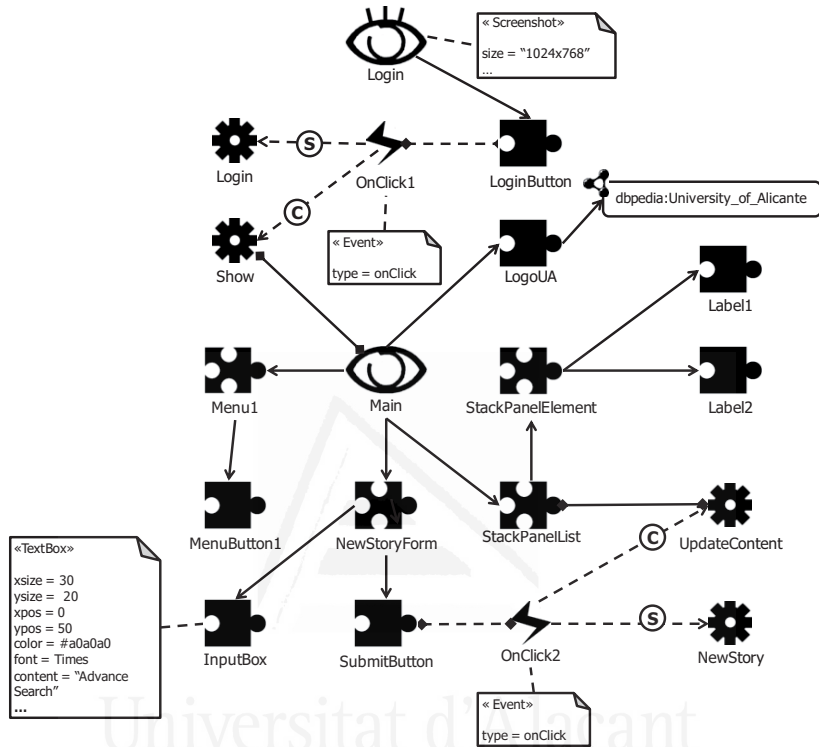 « Screenshot»
size = “1024x768”
...
Login
Login
S
OnClick1
LoginButton
dbpedia:University_of_Alicante
C
Show
« Event»
type = onClick
LogoUA
Label1
Menu1
Main
StackPanelElement
Label2
MenuButton1
NewStoryForm
StackPanelList
UpdateContent
C
«TextBox»
xsize = 30
ysize = 20
xpos = 0
ypos = 50
color = #a0a0a0
font = Times
content = “Advance
Search”
...
InputBox
SubmitButton
OnClick2
S
NewStory
« Event»
type = onClick
Universitat d'Alacant